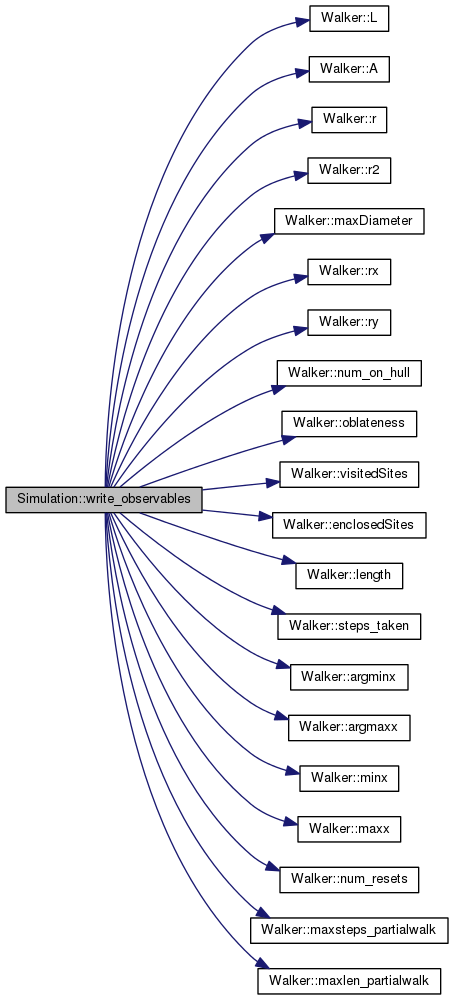 Walker::L
Walker::A
Walker::r
Walker::r2
Walker::maxDiameter
Walker::rx
Walker::ry
Walker::num_on_hull
Walker::oblateness
Walker::visitedSites
Simulation::write_observables
Walker::enclosedSites
Walker::length
Walker::steps_taken
Walker::argminx
Walker::argmaxx
Walker::minx
Walker::maxx
Walker::num_resets
Walker::maxsteps_partialwalk
Walker::maxlen_partialwalk